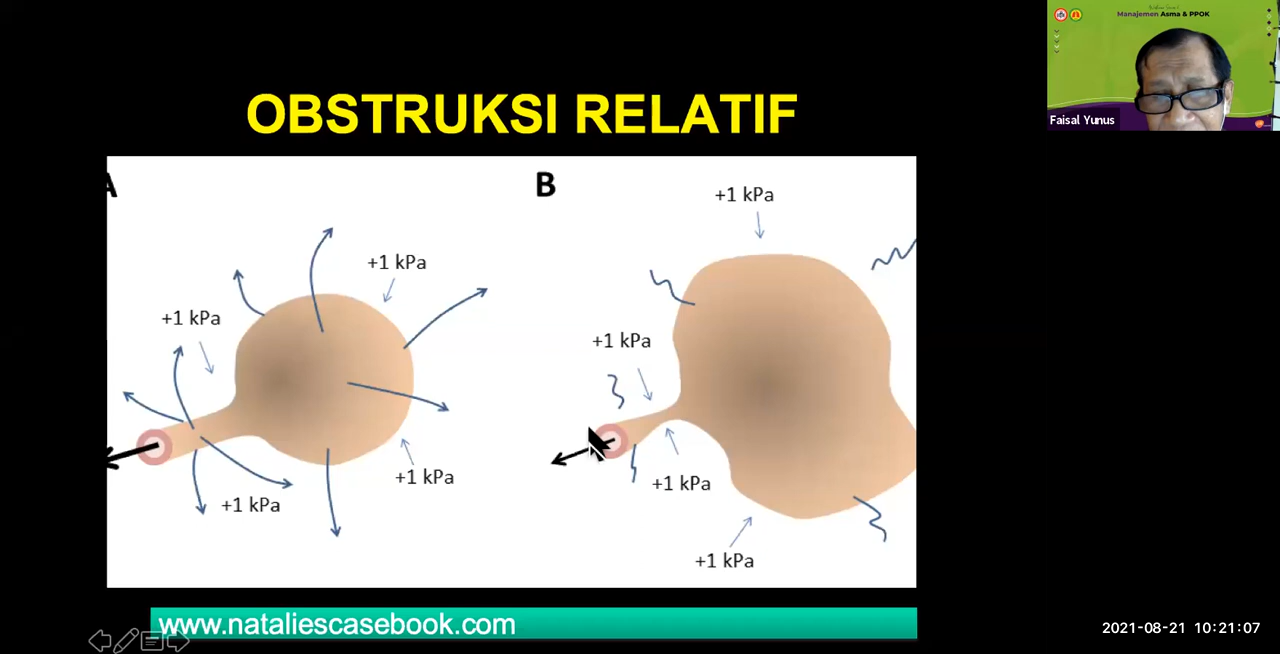 Manajemen Asma & PPOK
Faisal Yunus
OBSTRUKSI RELATIF
A
B
+1 kPa
+1 kPa
+1 kPa
+1 kPa
+1 kPa
+1 kPa
+1 kPa
+1 kPa
www.nataliescasebook.com
2021-08-21 10:21:07